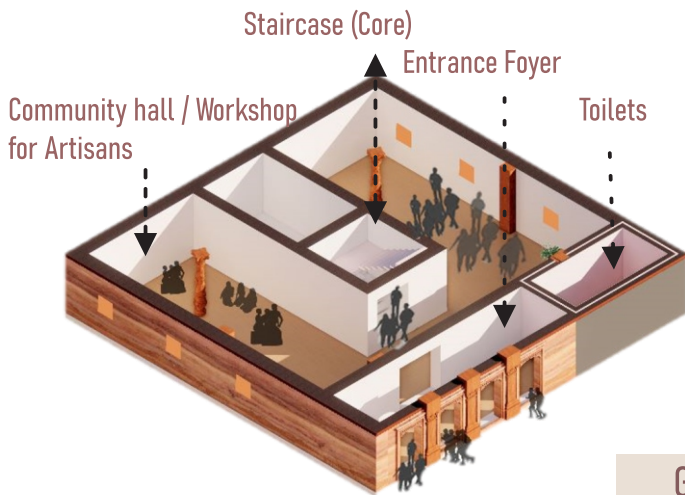 Staircase (Core)
Entrance Foyer
Community hall / Workshop
for Artisans
Toilets